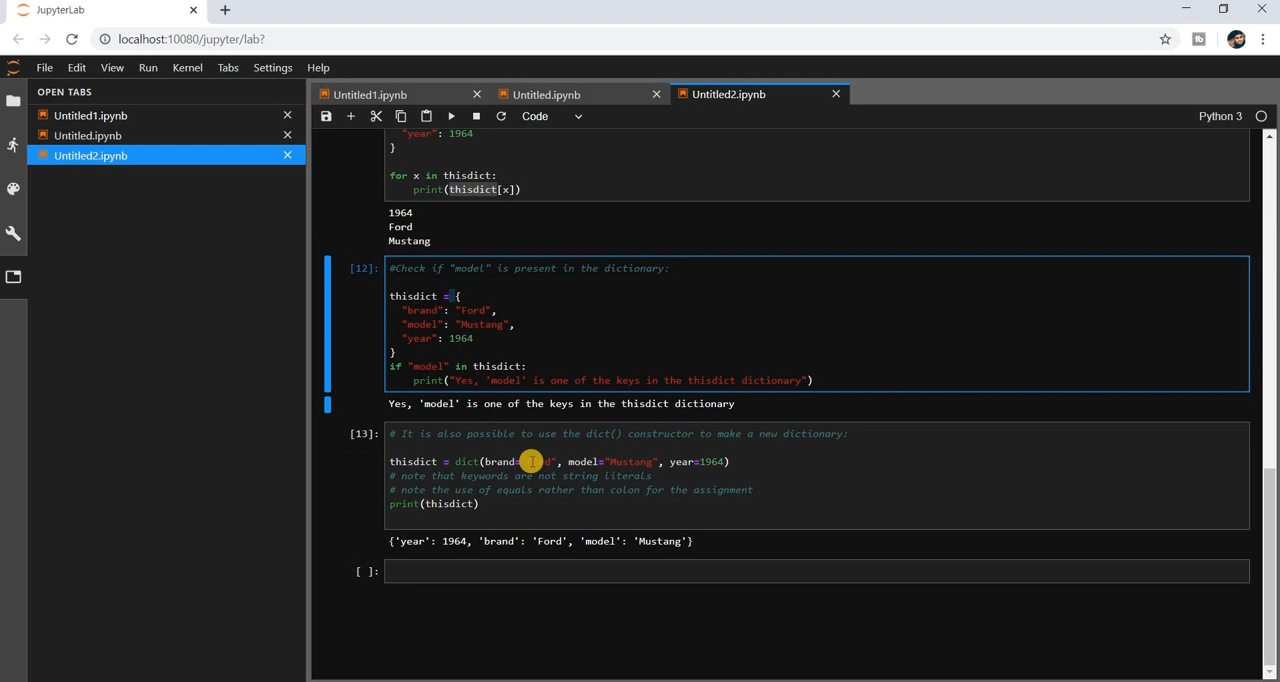 JupyterLab
localhost:10080/jupyter/lab?
File Edit View Run Kernel Tabs Settings Help
OPEN TABS
Untitled1.ipynb
Untitled.ipynb
Untitled2.ipynb
Untitled1.ipynb Untitled.ipynb Untitled2.ipynb
Code Python 3
"year": 1964
}
for x in thisdict:
print(thisdict[x])
1964
Ford
Mustang
[12]: #Check if "model" is present in the dictionary:
thisdict = {
"brand": "Ford",
"model": "Mustang",
"year": 1964
}
if "model" in thisdict:
print("Yes, 'model' is one of the keys in the thisdict dictionary")
Yes, 'model' is one of the keys in the thisdict dictionary
[13]: # It is also possible to use the dict() constructor to make a new dictionary:
thisdict = dict(brand="Ford", model="Mustang", year=1964)
# note that keywords are not string literals
# note the use of equals rather than colon for the assignment
print(thisdict)
{'year': 1964, 'brand': 'Ford', 'model': 'Mustang'}
[ ]: